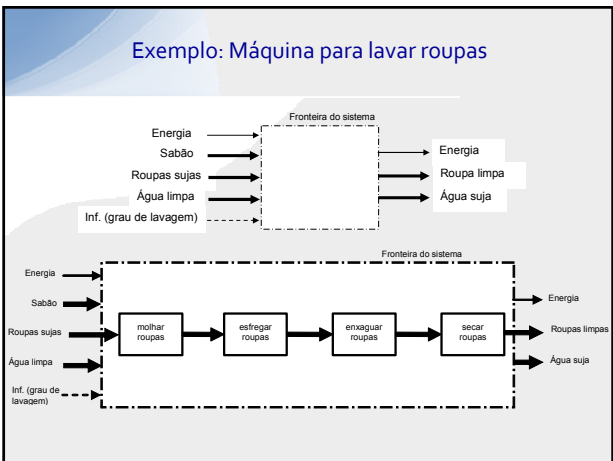 Exemplo: Máquina para lavar roupas
Fronteira do sistema
Energia
Sabão
Roupas sujas
Água limpa
Inf. (grau de lavagem)
Energia
Roupa limpa
Água suja
Fronteira do sistema
Energia
Sabão
Roupas sujas
Água limpa
Inf. (grau de
lavagem)
molhar
roupas
esfregar
roupas
enxaguar
roupas
secar
roupas
Energia
Roupas limpas
Água suja